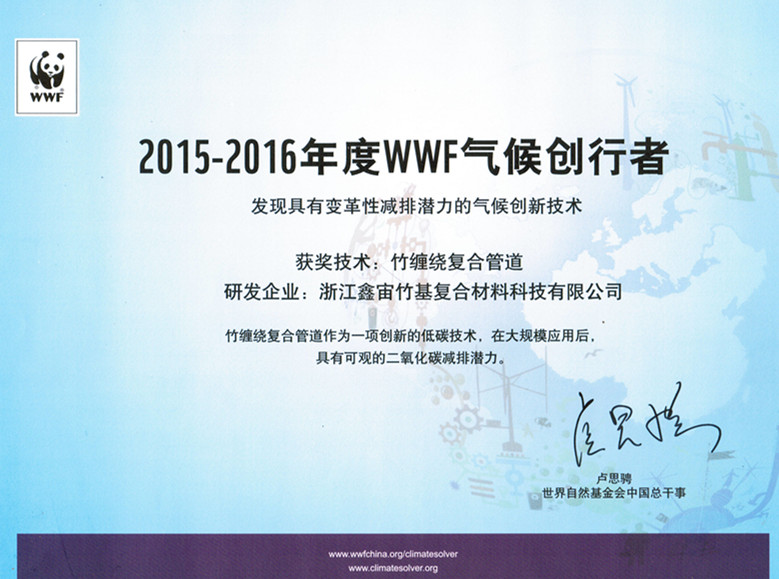 WWF
2015-2016年度WWF气候创行者
发现具有变革性减排潜力的气候创新技术
获奖技术：竹缠绕复合管道
研发企业：浙江鑫宙竹基复合材料科技有限公司
竹缠绕复合管道作为一项创新的低碳技术，在大规模应用后，
具有可观的二氧化碳减排潜力。
卢思骋
卢思骋
世界自然基金会中国总干事
www.wwfchina.org/climatesolver
www.climatesolver.org